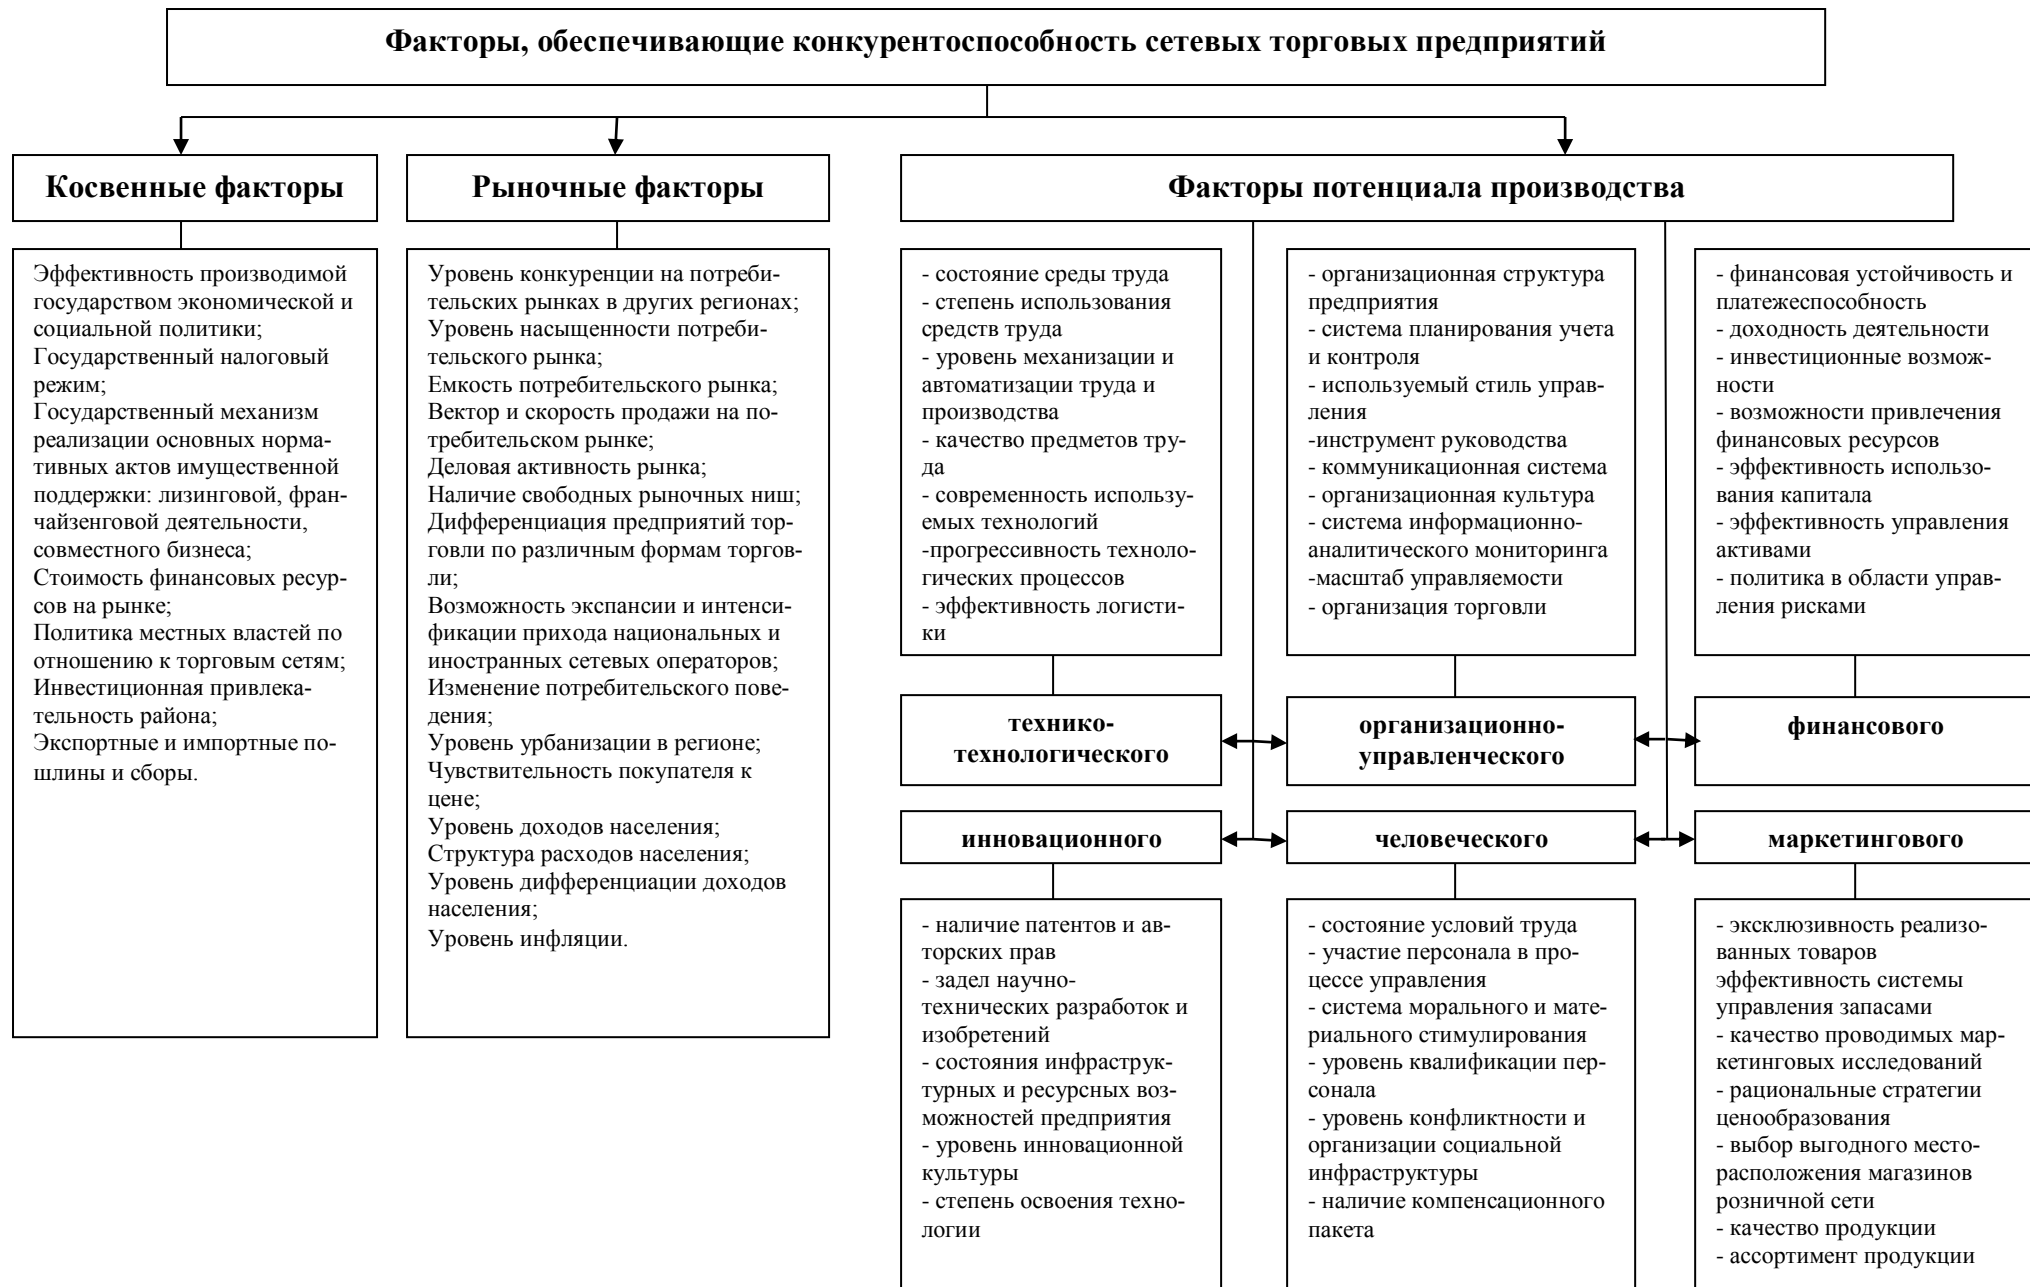 Факторы, обеспечивающие конкурентоспособность сетевых торговых предприятий
Косвенные факторы
Эффективность производимой
государством экономической и
социальной политики;
Государственный налоговый
режим;
Государственный механизм
реализации основных норма-
тивных актов имущественной
поддержки: лизинговой, фран-
чайзенговой деятельности,
совместного бизнеса;
Стоимость финансовых ресур-
сов на рынке;
Политика местных властей по
отношению к торговым сетям;
Инвестиционная привлека-
тельность района;
Экспортные и импортные по-
шлины и сборы.
Рыночные факторы
Уровень конкуренции на потреби-
тельских рынках в других регионах;
Уровень насыщенности потреби-
тельского рынка;
Емкость потребительского рынка;
Вектор и скорость продажи на по-
требительском рынке;
Деловая активность рынка;
Наличие свободных рыночных ниш;
Дифференциация предприятий тор-
говли по различным формам торгов-
ли;
Возможность экспансии и интенси-
фикации прихода национальных и
иностранных сетевых операторов;
Изменение потребительского пове-
дения;
Уровень урбанизации в регионе;
Чувствительность покупателя к
цене;
Уровень доходов населения;
Структура расходов населения;
Уровень дифференциации доходов
населения;
Уровень инфляции.
Факторы потенциала производства
- состояние среды труда
- степень использования
средств труда
- уровень механизации и
автоматизации труда и
производства
- качество предметов тру-
да
- современность использу-
емых технологий
-прогрессивность техноло-
гических процессов
- эффективность логисти-
ки
- организационная структура
предприятия
- система планирования учета
и контроля
- используемый стиль управ-
ления
-инструмент руководства
- коммуникационная система
- организационная культура
- система информационно-
аналитического мониторинга
-масштаб управляемости
- организация торговли
- финансовая устойчивость и
платежеспособность
- доходность деятельности
- инвестиционные возмож-
ности
- возможности привлечения
финансовых ресурсов
- эффективность использо-
вания капитала
- эффективность управления
активами
- политика в области управ-
ления рисками
технико-
технологического
организационно-
управленческого
финансового
инновационного
человеческого
маркетингового
- наличие патентов и ав-
торских прав
- задел научно-
технических разработок и
изобретений
- состояния инфраструк-
турных и ресурсных воз-
можностей предприятия
- уровень инновационной
культуры
- степень освоения техно-
логии
- состояние условий труда
- участие персонала в про-
цессе управления
- система морального и мате-
риального стимулирования
- уровень квалификации пер-
сонала
- уровень конфликтности и
организации социальной
инфраструктуры
- наличие компенсационного
пакета
- эксклюзивность реализо-
ванных товаров
эффективность системы
управления запасами
- качество проводимых мар-
кетинговых исследований
- рациональные стратегии
ценообразования
- выбор выгодного место-
расположения магазинов
розничной сети
- качество продукции
- ассортимент продукции